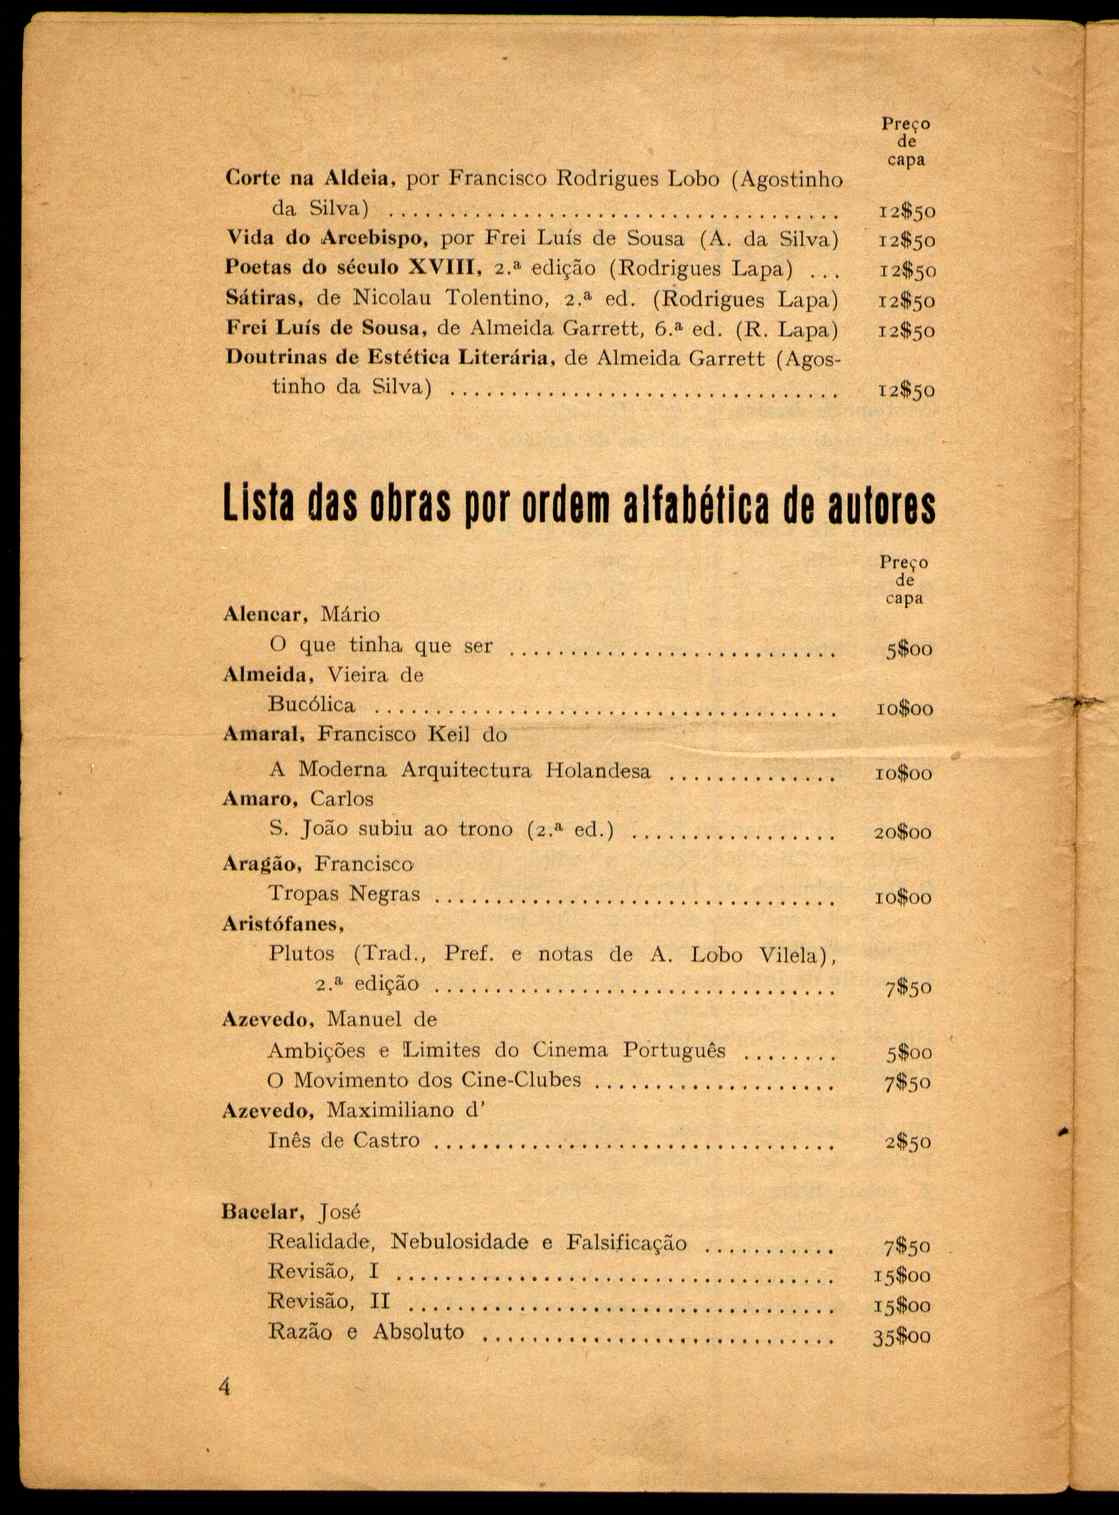 Preço
de
capa
Corte na Aldeia, por Francisco Rodrigues Lobo (Agostinho
da Silva) ..................................... 12$50
Vida do Arcebispo, por Frei Luís de Sousa (A. da Silva) 12$50
Poetas do século XVIII, 2.ª edição (Rodrigues Lapa) ... 12$50
Sátiras, de Nicolau Tolentino, 2.ª ed. (Rodrigues Lapa) 12$50
Frei Luís de Sousa, de Almeida Garrett, 6.ª ed. (R. Lapa) 12$50
Doutrinas de Estética Literária, de Almeida Garrett (Agos-
tinho da Silva) ................................ 12$50
Lista das obras por ordem alfabética de autores
Preço
de
capa
Alencar, Mário
O que tinha que ser ........................... 5$00
Almeida, Vieira de
Bucólica ...................................... 10$00
Amaral, Francisco Keil do
A Moderna Arquitectura Holandesa .............. 10$00
Amaro, Carlos
S. João subiu ao trono (2.ª ed.) ................. 20$00
Aragão, Francisco
Tropas Negras ................................. 10$00
Aristófanes,
Plutos (Trad., Pref. e notas de A. Lobo Vilela),
2.ª edição ................................. 7$50
Azevedo, Manuel de
Ambições e Limites do Cinema Português ........ 5$00
O Movimento dos Cine-Clubes .................... 7$50
Azevedo, Maximiliano d'
Inês de Castro ................................. 2$50
Bacelar, José
Realidade, Nebulosidade e Falsificação ........... 7$50
Revisão, I .................................... 15$00
Revisão, II ................................... 15$00
Razão e Absoluto ............................. 35$00
4